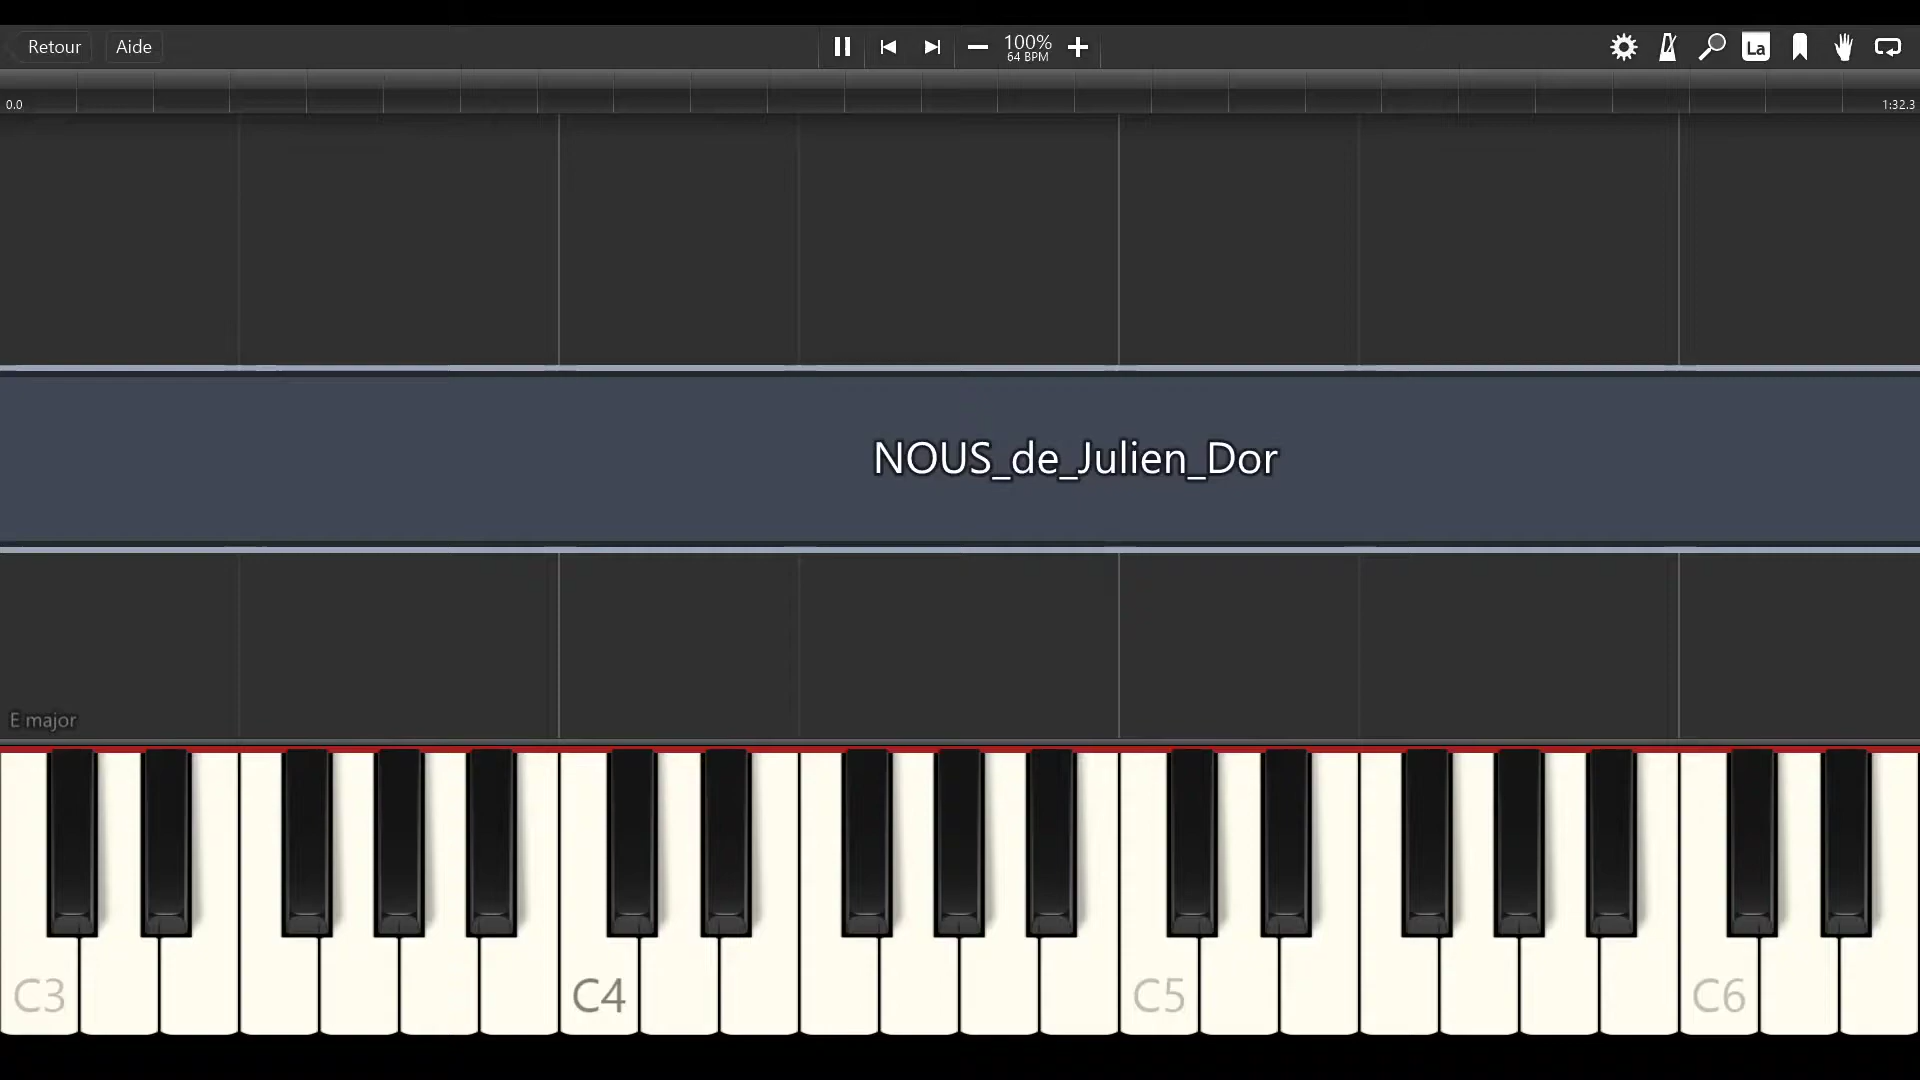 Retour
Aide
100%
64 BPM
La
0.0
1:32.3
NOUS_de_Julien_Dor
E major
C3
C4
C5
C6